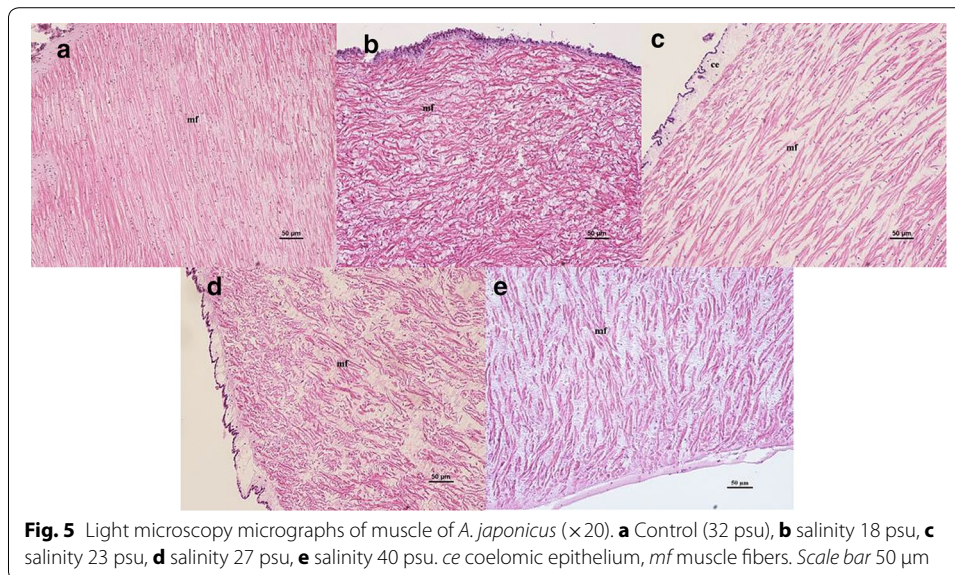 a
mf
50 µm
b
mf
50 µm
c
ce
mf
50 µm
d
mf
50 µm
e
mf
50 µm
Fig. 5 Light microscopy micrographs of muscle of A. japonicus (×20). a Control (32 psu), b salinity 18 psu, c
salinity 23 psu, d salinity 27 psu, e salinity 40 psu. ce coelomic epithelium, mf muscle fibers. Scale bar 50 µm